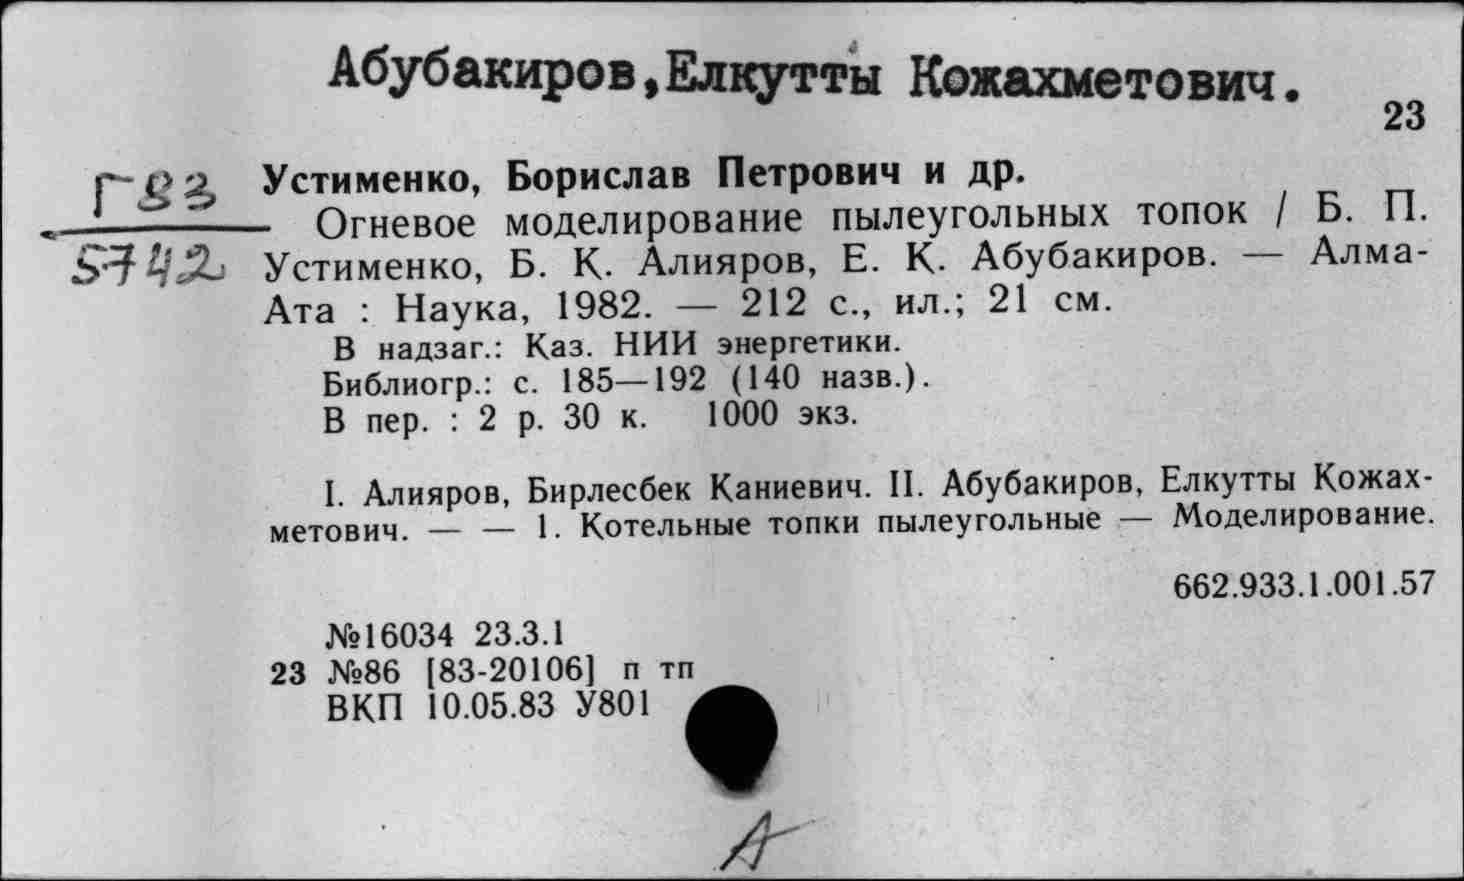 Абубакиров,Елкутты Кожахметович.
23
Г83
5742
Устименко, Борислав Петрович и др.
Огневое моделирование пылеугольных топок / Б. П.
Устименко, Б. К. Алияров, Е. К. Абубакиров. — Алма-
Ата : Наука, 1982. — 212 с., ил.; 21 см.
В надзаг.: Каз. НИИ энергетики.
Библиогр.: с. 185—192 (140 назв.).
В пер. : 2 р. 30 к. 1000 экз.
I. Алияров, Бирлесбек Каниевич. II. Абубакиров, Елкутты Кожах-
метович. — — 1. Котельные топки пылеугольные — Моделирование.
662.933.1.001.57
№16034 23.3.1
23 №86 [83-20106] п тп
ВКП 10.05.83 У801
А